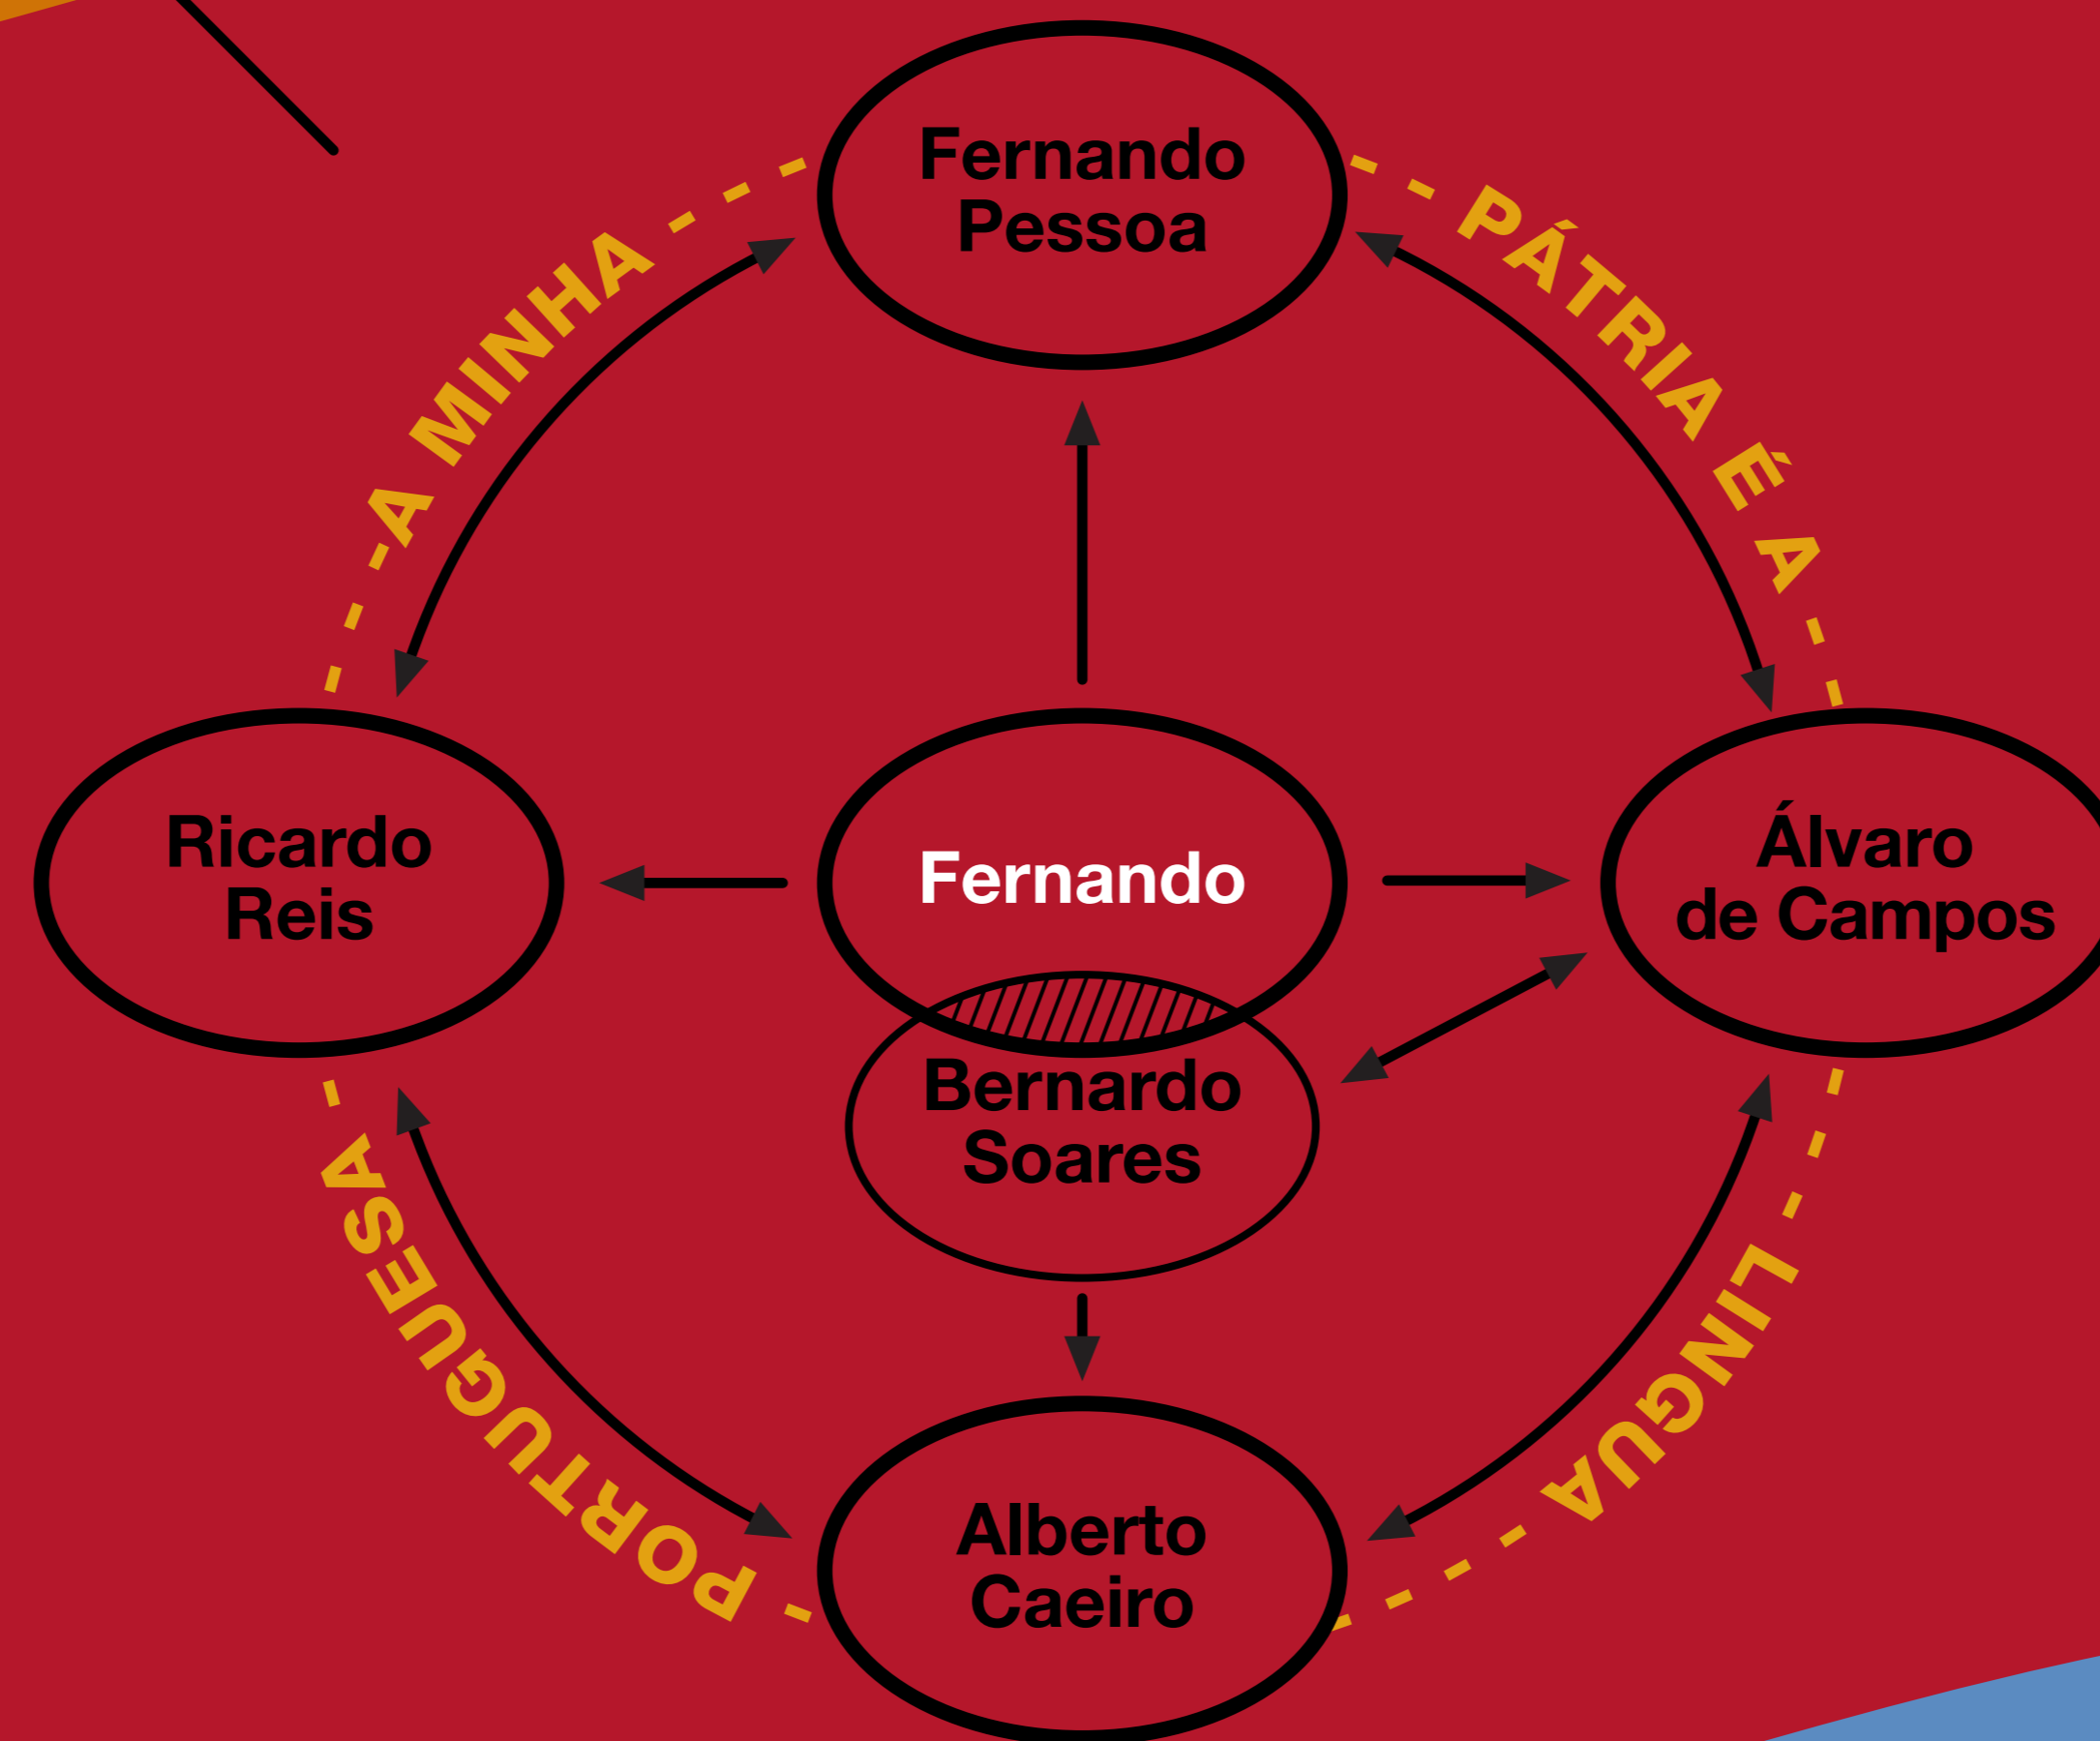 Fernando
Pessoa
A MINHA
PÁTRIA É A
LINGUA
PORTUGUESA
Ricardo
Reis
Fernando
Álvaro
de Campos
Bernardo
Soares
Alberto
Caeiro